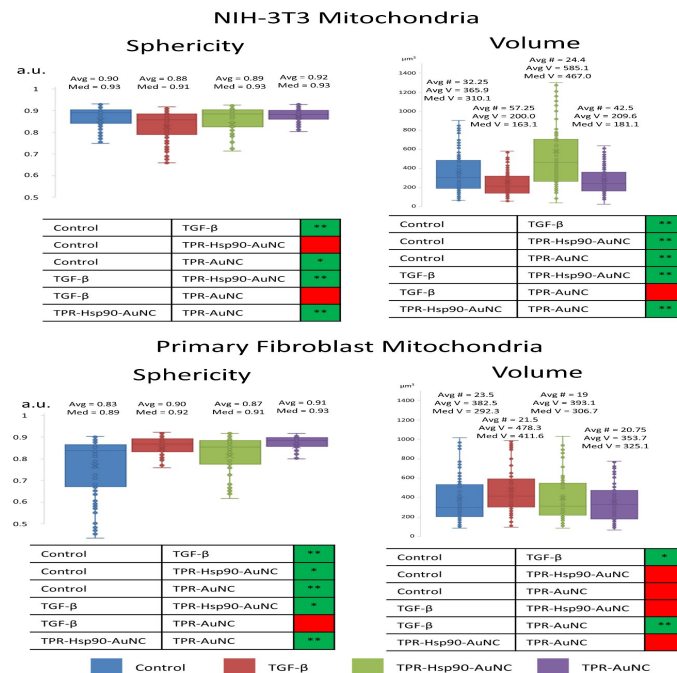 NIH-3T3 Mitochondria
Sphericity
Volume
a.u.
Avg = 0.90
Med = 0.93
Avg = 0.88
Med = 0.91
Avg = 0.89
Med = 0.93
Avg = 0.92
Med = 0.93
1
0.9
0.8
0.7
0.6
0.5
µm³
Avg # = 32.25
Avg V = 365.9
Med V = 310.1
Avg # = 57.25
Avg V = 200.0
Med V = 163.1
Avg # = 24.4
Avg V = 585.1
Med V = 467.0
Avg # = 42.5
Avg V = 209.6
Med V = 181.1
1400
1200
1000
800
600
400
200
0
Control TGF-β **
Control TPR-Hsp90-AuNC
Control TPR-AuNC *
TGF-β TPR-Hsp90-AuNC **
TGF-β TPR-AuNC
TPR-Hsp90-AuNC TPR-AuNC **
Control TGF-β **
Control TPR-Hsp90-AuNC **
Control TPR-AuNC **
TGF-β TPR-Hsp90-AuNC **
TGF-β TPR-AuNC
TPR-Hsp90-AuNC TPR-AuNC **
Primary Fibroblast Mitochondria
Sphericity
Volume
a.u.
Avg = 0.83
Med = 0.89
Avg = 0.90
Med = 0.92
Avg = 0.87
Med = 0.91
Avg = 0.91
Med = 0.93
1
0.9
0.8
0.7
0.6
0.5
µm³
Avg # = 23.5
Avg V = 382.5
Med V = 292.3
Avg # = 21.5
Avg V = 478.3
Med V = 411.6
Avg # = 19
Avg V = 393.1
Med V = 306.7
Avg # = 20.75
Avg V = 353.7
Med V = 325.1
1400
1200
1000
800
600
400
200
0
Control TGF-β **
Control TPR-Hsp90-AuNC *
Control TPR-AuNC **
TGF-β TPR-Hsp90-AuNC *
TGF-β TPR-AuNC
TPR-Hsp90-AuNC TPR-AuNC **
Control TGF-β *
Control TPR-Hsp90-AuNC
Control TPR-AuNC
TGF-β TPR-Hsp90-AuNC
TGF-β TPR-AuNC **
TPR-Hsp90-AuNC TPR-AuNC
Control
TGF-β
TPR-Hsp90-AuNC
TPR-AuNC